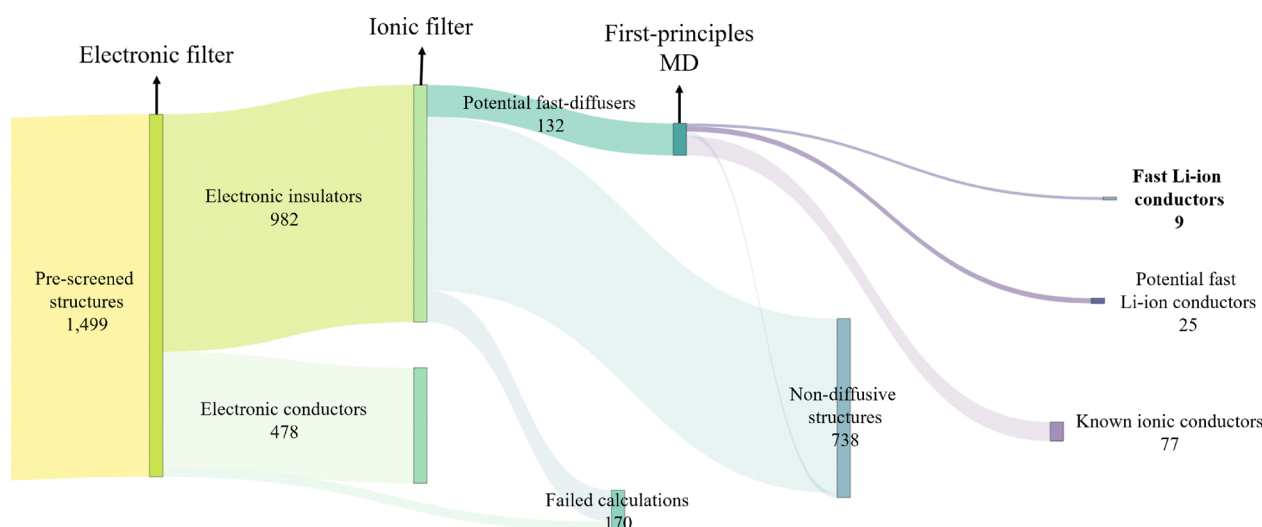 Electronic filter
Ionic filter
First-principles
MD
Pre-screened
structures
1,499
Electronic insulators
982
Electronic conductors
478
Potential fast-diffusers
132
Failed calculations
170
Non-diffusive
structures
738
Fast Li-ion
conductors
9
Potential fast
Li-ion conductors
25
Known ionic conductors
77